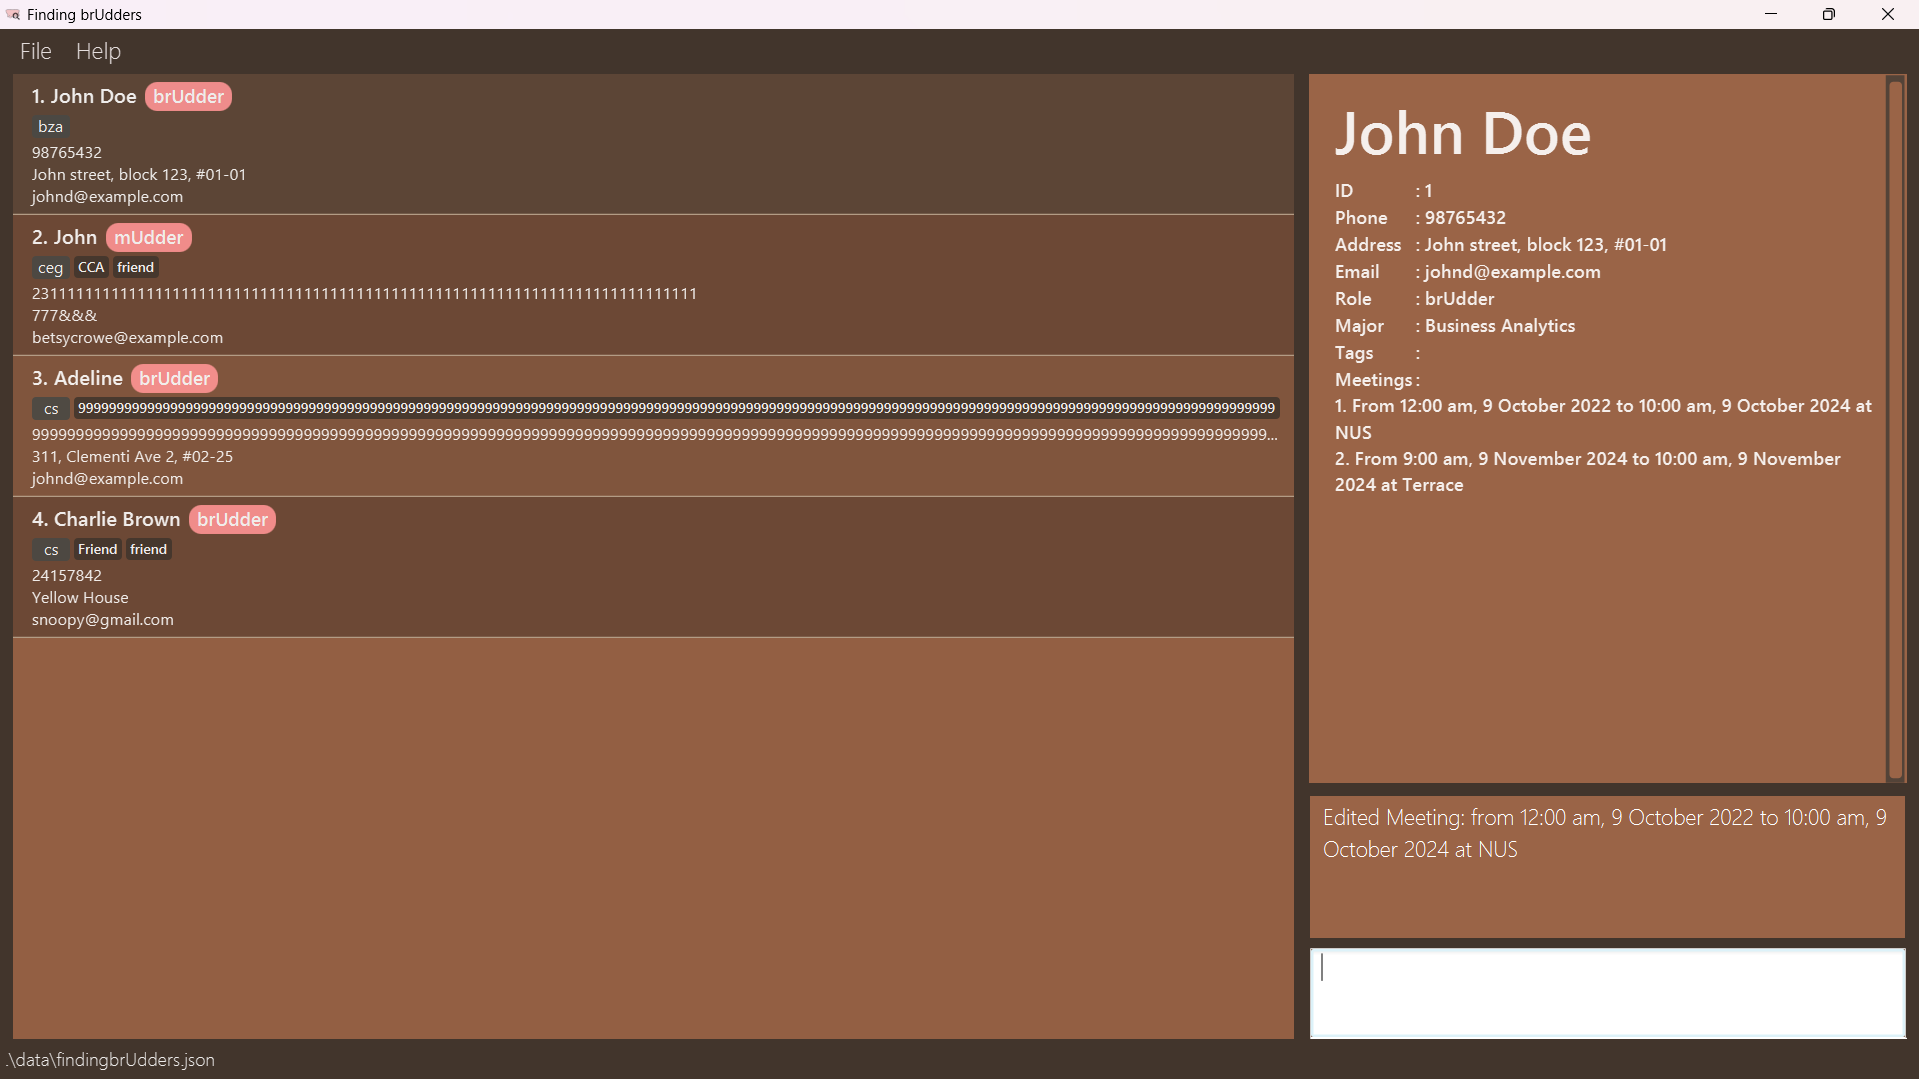 Finding brUdders
File Help
1. John Doe brUdder
bza
98765432
John street, block 123, #01-01
johnd@example.com
2. John mUdder
ceg CCA friend
777&&&
betsycrowe@example.com
3. Adeline brUdder
cs
311, Clementi Ave 2, #02-25
johnd@example.com
4. Charlie Brown brUdder
cs Friend friend
24157842
Yellow House
snoopy@gmail.com
John Doe
ID : 1
Phone : 98765432
Address : John street, block 123, #01-01
Email : johnd@example.com
Role : brUdder
Major : Business Analytics
Tags :
Meetings :
1. From 12:00 am, 9 October 2022 to 10:00 am, 9 October 2024 at
NUS
2. From 9:00 am, 9 November 2024 to 10:00 am, 9 November
2024 at Terrace
Edited Meeting: from 12:00 am, 9 October 2022 to 10:00 am, 9
October 2024 at NUS
.\data\findingbrUdders.json